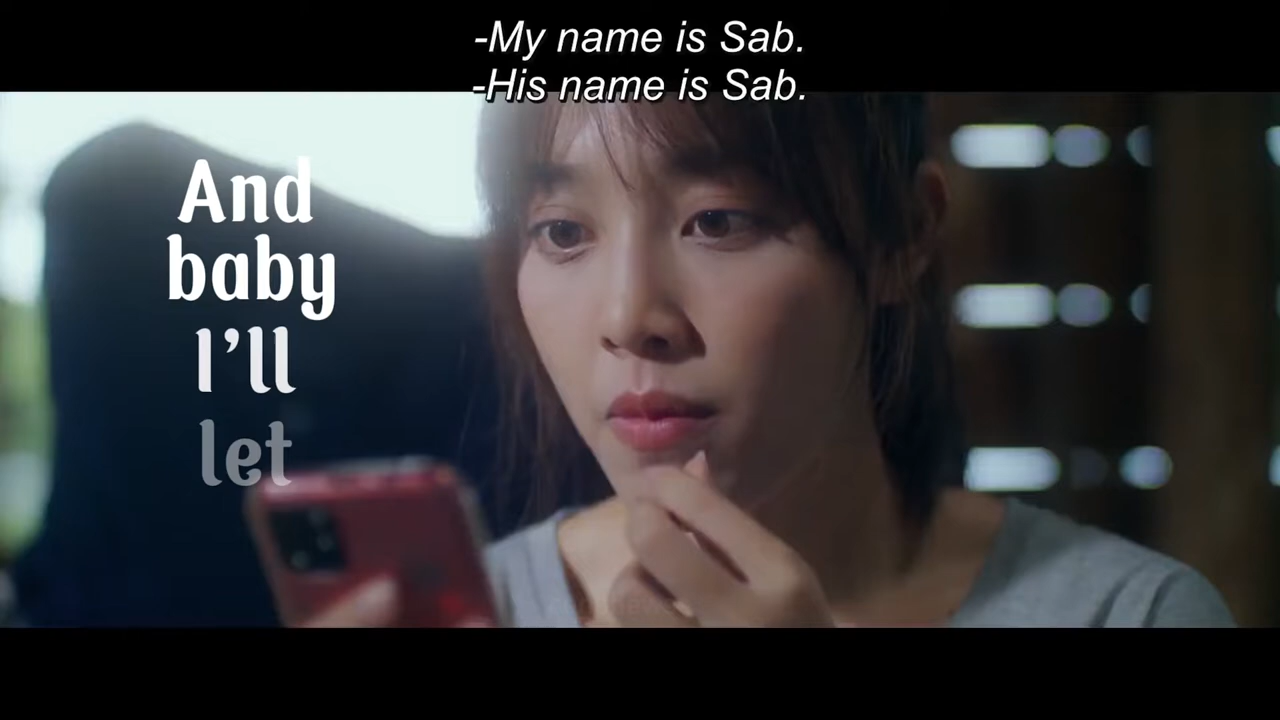 -My name is Sab.
-His name is Sab.
And
baby
I'll
let